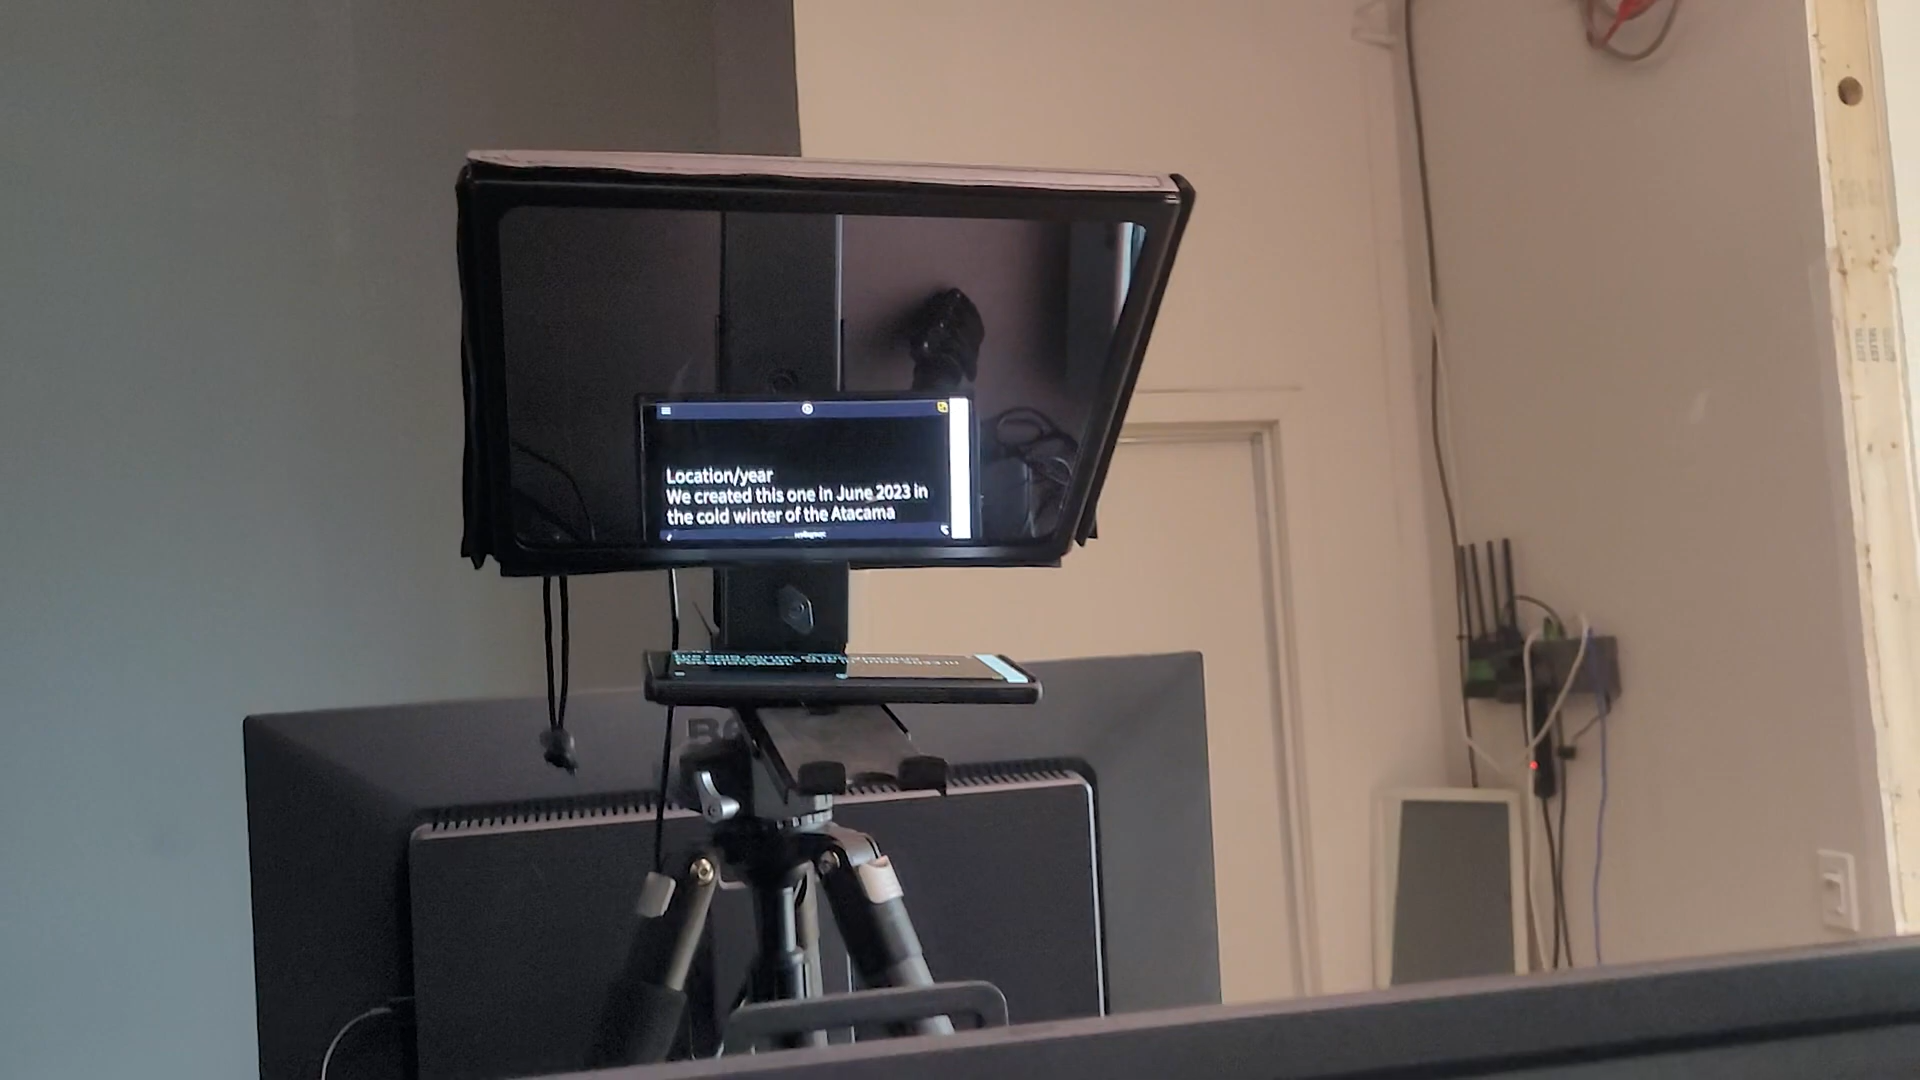 Location/year
We created this one in June 2023 in
the cold winter of the Atacama